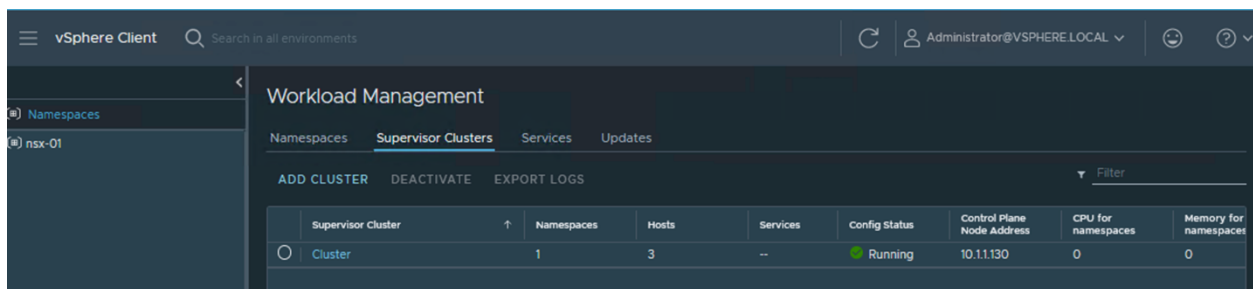 vSphere Client Search in all environments Administrator@VSPHERE.LOCAL
Namespaces
nsx-01
Workload Management
Namespaces Supervisor Clusters Services Updates
ADD CLUSTER DEACTIVATE EXPORT LOGS Filter
Supervisor Cluster Namespaces Hosts Services Config Status Control Plane Node Address CPU for namespaces Memory for namespaces
Cluster 1 3 -- Running 10.1.1.130 0 0